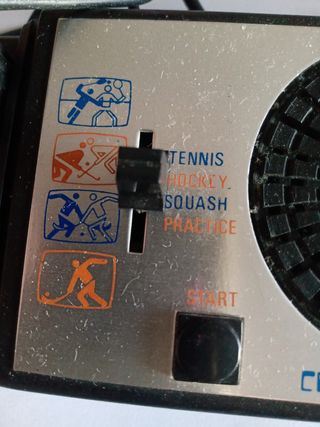 TENNIS
HOCKEY
SQUASH
PRACTICE
START